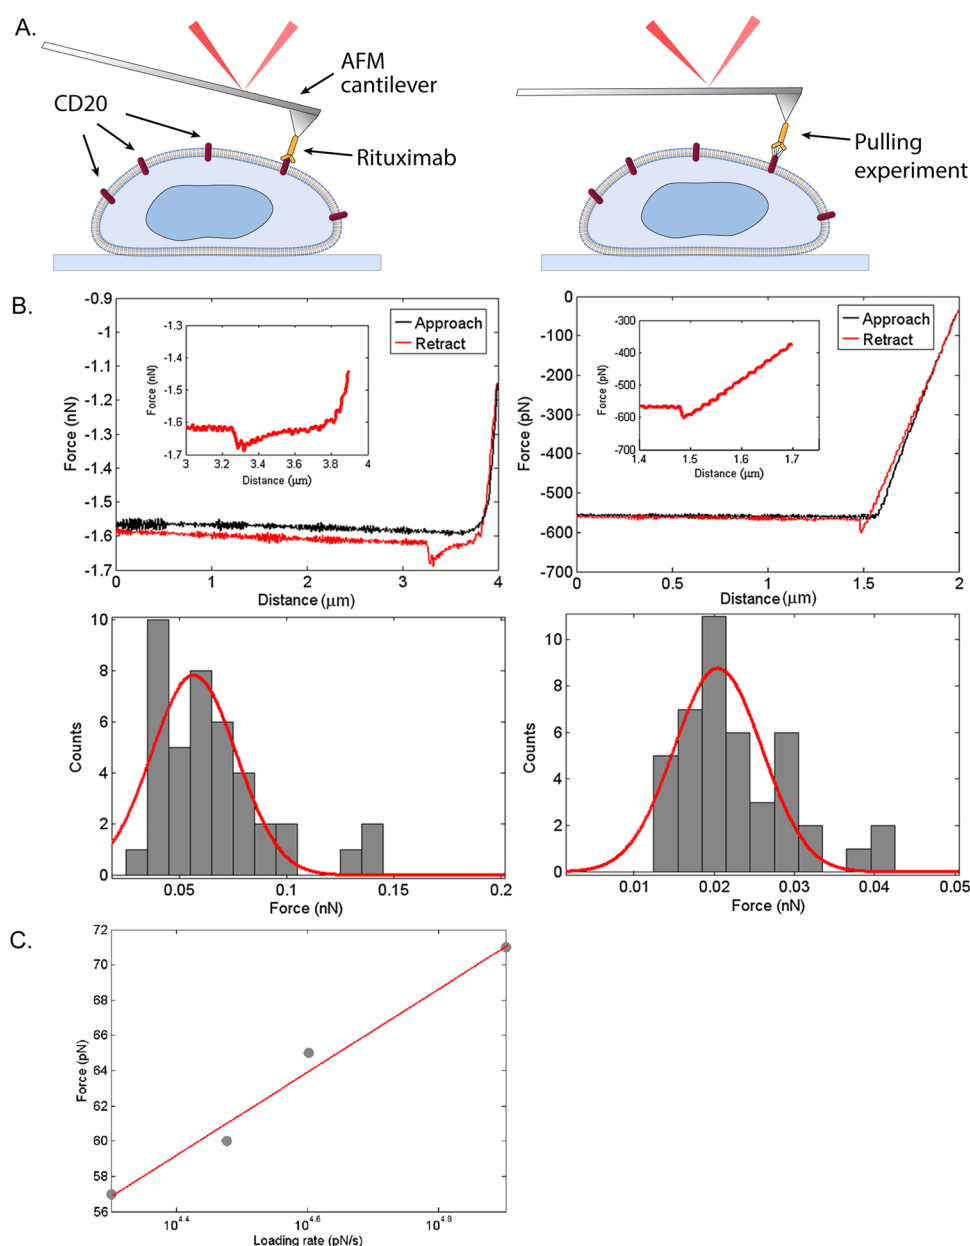 A.
AFM
cantilever
CD20
Rituximab
Pulling
experiment
B.
-0.9
-1
-1.1
-1.2
-1.3
-1.4
-1.5
-1.6
-1.7
Force (nN)
0
1
2
3
4
Distance (μm)
Approach
Retract
-1.3
-1.4
-1.5
-1.6
-1.7
Force (nN)
3
3.2
3.4
3.6
3.8
4
Distance (μm)
0
-100
-200
-300
-400
-500
-600
-700
Force (pN)
0
0.5
1
1.5
2
Distance (μm)
Approach
Retract
-300
-400
-500
-600
-700
Force (pN)
1.4
1.5
1.6
1.7
Distance (μm)
10
8
6
4
2
0
Counts
0.05
0.1
0.15
0.2
Force (nN)
10
8
6
4
2
0
Counts
0.01
0.02
0.03
0.04
0.05
Force (nN)
C.
72
70
68
66
64
62
60
58
56
Force (pN)
10^4.4
10^4.6
10^4.8
Loading rate (pN/s)